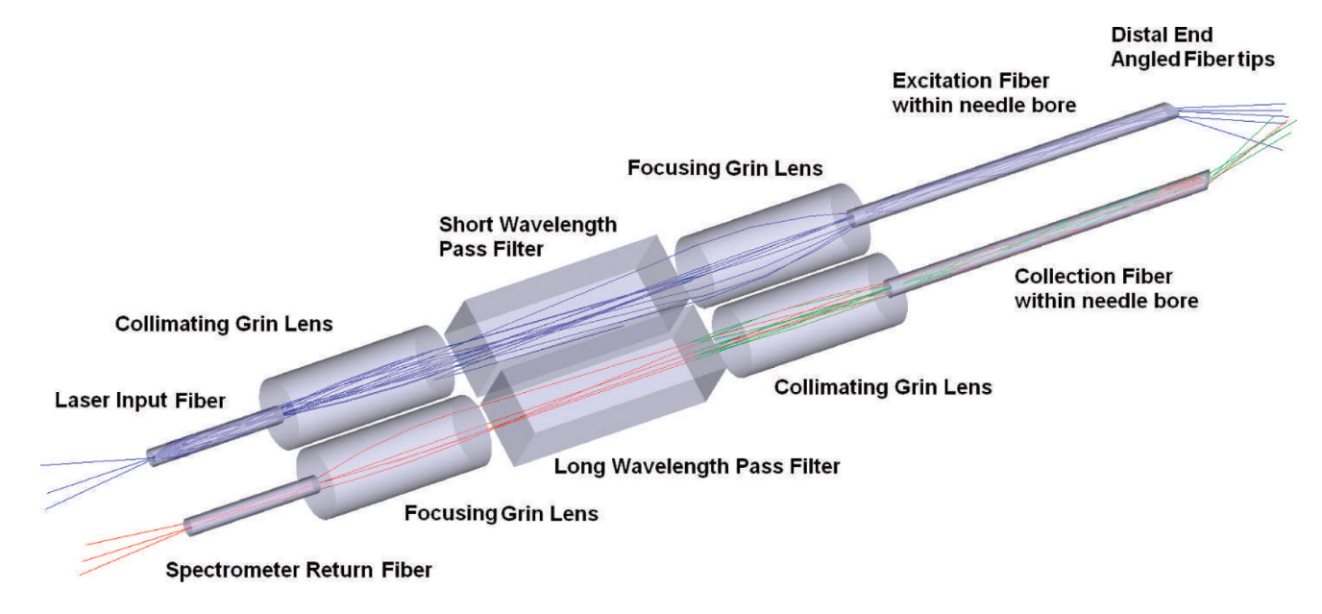 Distal End
Angled Fiber tips
Excitation Fiber
within needle bore
Focusing Grin Lens
Short Wavelength
Pass Filter
Collection Fiber
within needle bore
Collimating Grin Lens
Collimating Grin Lens
Laser Input Fiber
Long Wavelength Pass Filter
Focusing Grin Lens
Spectrometer Return Fiber